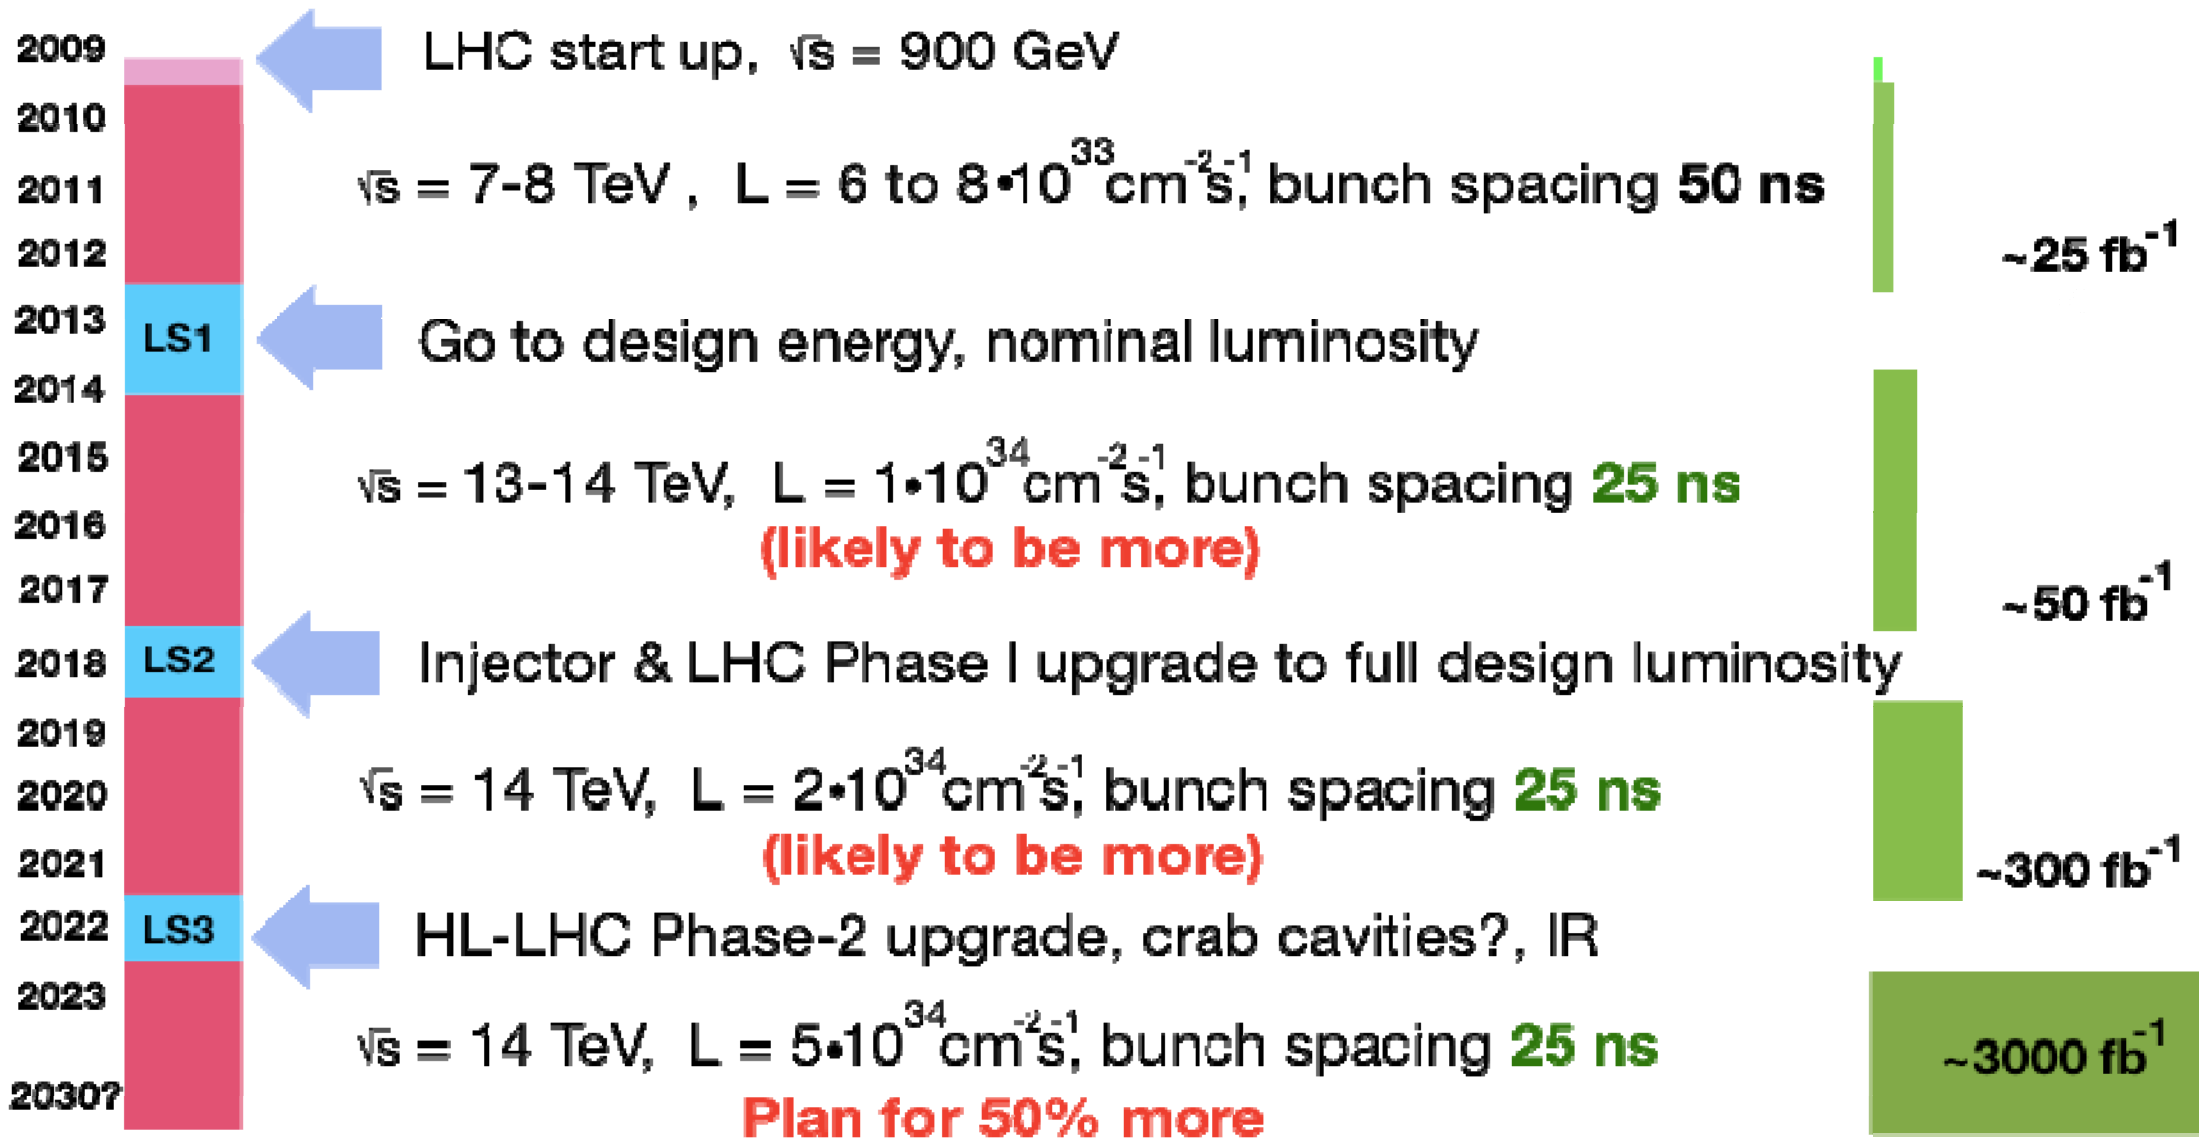 2009
LHC start up, √s = 900 GeV
2010
2011
√s = 7-8 TeV , L = 6 to 8•10³³cm⁻²s⁻¹, bunch spacing 50 ns
2012
~25 fb⁻¹
2013
LS1
Go to design energy, nominal luminosity
2014
2015
√s = 13-14 TeV, L = 1•10³⁴cm⁻²s⁻¹, bunch spacing 25 ns
2016
(likely to be more)
2017
~50 fb⁻¹
2018
LS2
Injector & LHC Phase I upgrade to full design luminosity
2019
2020
√s = 14 TeV, L = 2•10³⁴cm⁻²s⁻¹, bunch spacing 25 ns
2021
(likely to be more)
~300 fb⁻¹
2022
LS3
HL-LHC Phase-2 upgrade, crab cavities?, IR
2023
√s = 14 TeV, L = 5•10³⁴cm⁻²s⁻¹, bunch spacing 25 ns
~3000 fb⁻¹
2030?
Plan for 50% more